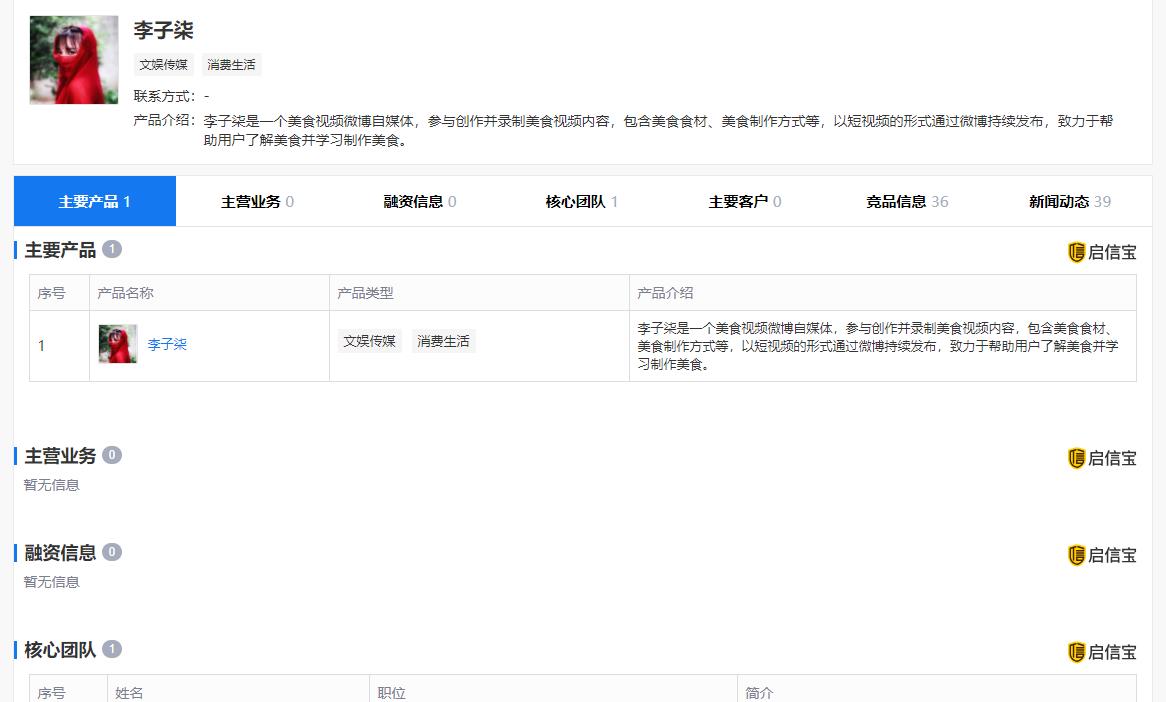 李子柒
文娱传媒 消费生活
联系方式： -
产品介绍： 李子柒是一个美食视频微博自媒体，参与创作并录制美食视频内容，包含美食食材、美食制作方式等，以短视频的形式通过微博持续发布，致力于帮
助用户了解美食并学习制作美食。
主要产品 1 主营业务 0 融资信息 0 核心团队 1 主要客户 0 竞品信息 36 新闻动态 39
主要产品 1 启信宝
序号 产品名称 产品类型 产品介绍
1 李子柒 文娱传媒 消费生活 李子柒是一个美食视频微博自媒体，参与创作并录制美食视频内容，包含美食食材、
美食制作方式等，以短视频的形式通过微博持续发布，致力于帮助用户了解美食并学
习制作美食。
主营业务 0 启信宝
暂无信息
融资信息 0 启信宝
暂无信息
核心团队 1 启信宝
序号 姓名 职位 简介